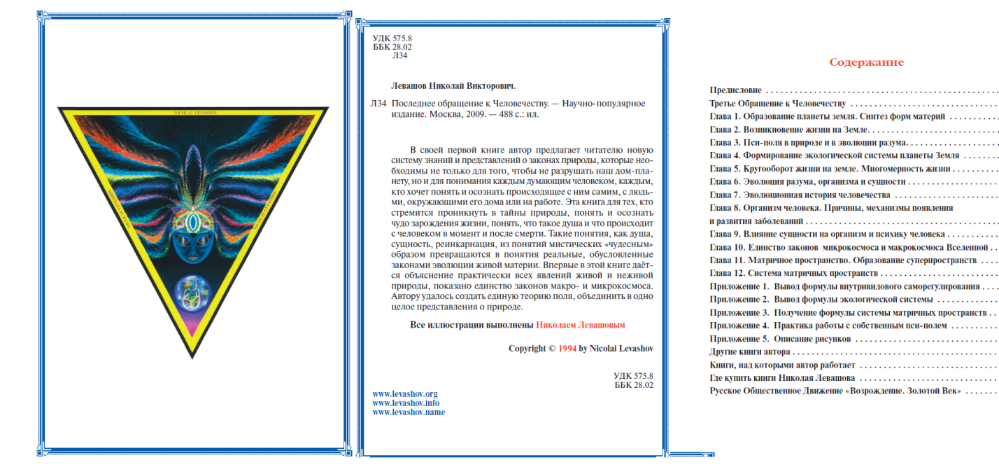 NICOLAI LEVASHOV
NICOLAI LEVASHOV
NICOLAI LEVASHOV
УДК 575.8
ББК 28.02
Л34
Левашов Николай Викторович.
Л34 Последнее обращение к Человечеству. — Научно-популярное
издание. Москва, 2009. — 488 с.: ил.
В своей первой книге автор предлагает читателю новую
систему знаний и представлений о законах природы, которые нео-
бходимы не только для того, чтобы не разрушать наш дом-пла-
нету, но и для понимания каждым думающим человеком, каждым,
кто хочет понять и осознать происходящее с ним самим, с людь-
ми, окружающими его дома или на работе. Эта книга для тех, кто
стремится проникнуть в тайны природы, понять и осознать
чудо зарождения жизни, понять, что такое душа и что происходит
с человеком в момент и после смерти. Такие понятия, как душа,
сущность, реинкарнация, из понятий мистических «чудесным»
образом превращаются в понятия реальные, обусловленные
законами эволюции живой материи. Впервые в этой книге даёт-
ся объяснение практически всех явлений живой и неживой
природы, показано единство законов макро- и микрокосмоса.
Автору удалось создать единую теорию поля, объединить в одно
целое представления о природе.
Все иллюстрации выполнены Николаем Левашовым
Copyright © 1994 by Nicolai Levashov
УДК 575.8
ББК 28.02
www.levashov.org
www.levashov.info
www.levashov.name
Содержание
Предисловие
Третье Обращение к Человечеству
Глава 1. Образование планеты земля. Синтез форм материй
Глава 2. Возникновение жизни на Земле
Глава 3. Пси-поля в природе и в эволюции разума
Глава 4. Формирование экологической системы планеты Земля
Глава 5. Кругооборот жизни на земле. Многомерность жизни
Глава 6. Эволюция разума, организма и сущности
Глава 7. Эволюционная история человечества
Глава 8. Организм человека. Причины, механизмы появления
и развития заболеваний
Глава 9. Влияние сущности на организм и психику человека
Глава 10. Единство законов микрокосмоса и макрокосмоса Вселенной
Глава 11. Матричное пространство. Образование суперпространств
Глава 12. Система матричных пространств
Приложение 1. Вывод формулы внутривидового саморегулирования
Приложение 2. Вывод формулы экологической системы
Приложение 3. Получение формулы системы матричных пространств
Приложение 4. Практика работы с собственным пси-полем
Приложение 5. Описание рисунков
Другие книги автора
Книги, над которыми автор работает
Где купить книги Николая Левашова
Русское Общественное Движение «Возрождение. Золотой Век»